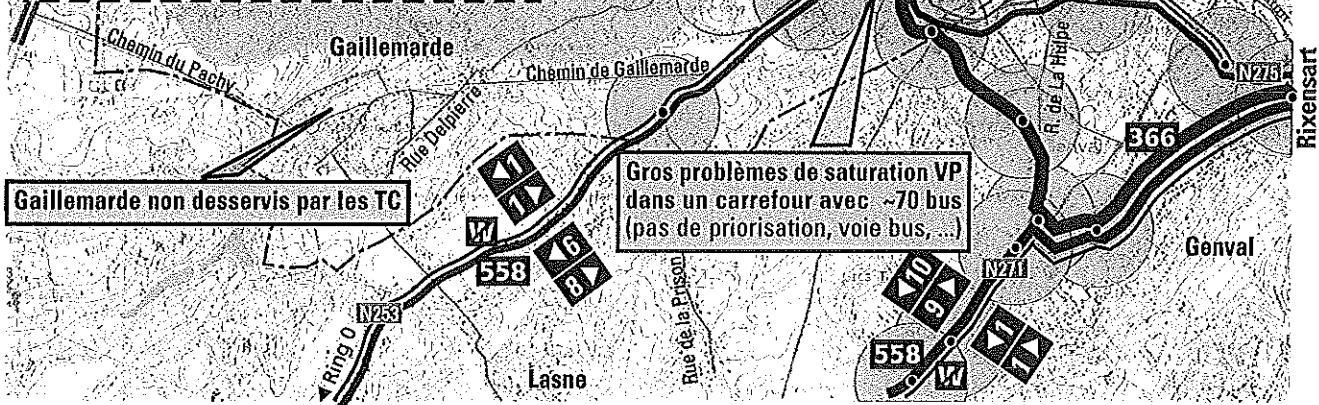 Gaillemarde
Chemin du Pachy
Chemin de Gaillemarde
Rue Delpierre
R. de La Hulpe
N275
Rixensart
366
Gaillemarde non desservis par les TC
Gros problèmes de saturation VP
dans un carrefour avec ~70 bus
(pas de priorisation, voie bus, ...)
1
1
W
558
6
8
N253
Ring 0
Lasne
Rue de la Prison
Genval
N271
10
9
1
1
558
W